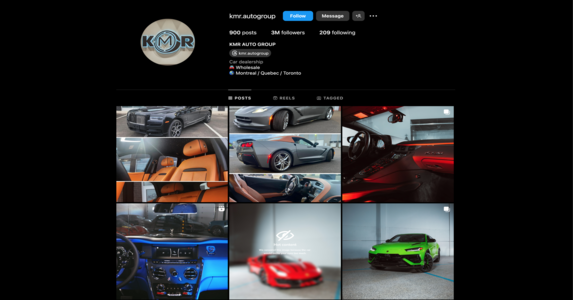 kmr.autogroup
Follow
Message
900 posts
3M followers
209 following
KMR AUTO GROUP
kmr.autogroup
Car dealership
Wholesale
Montreal / Quebec / Toronto
KMR
POSTS
REELS
TAGGED